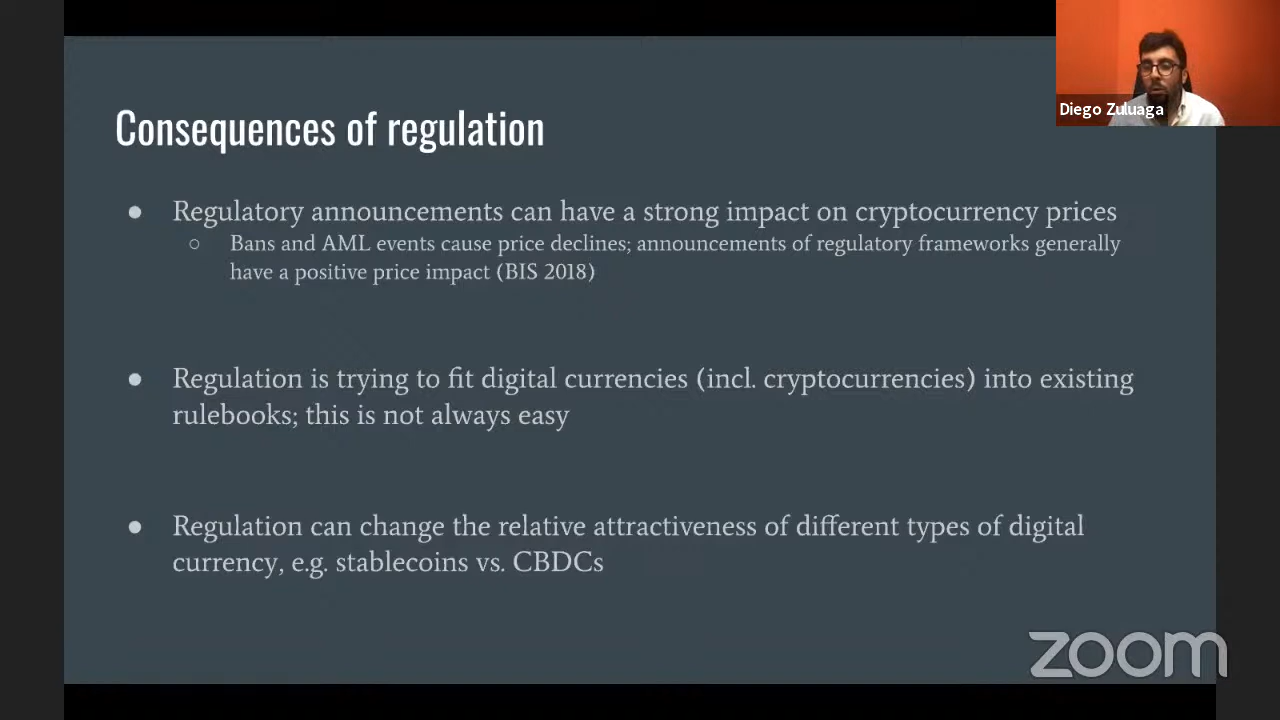 Diego Zuluaga
Consequences of regulation
● Regulatory announcements can have a strong impact on cryptocurrency prices
○ Bans and AML events cause price declines; announcements of regulatory frameworks generally
have a positive price impact (BIS 2018)
● Regulation is trying to fit digital currencies (incl. cryptocurrencies) into existing
rulebooks; this is not always easy
● Regulation can change the relative attractiveness of different types of digital
currency, e.g. stablecoins vs. CBDCs
zoom